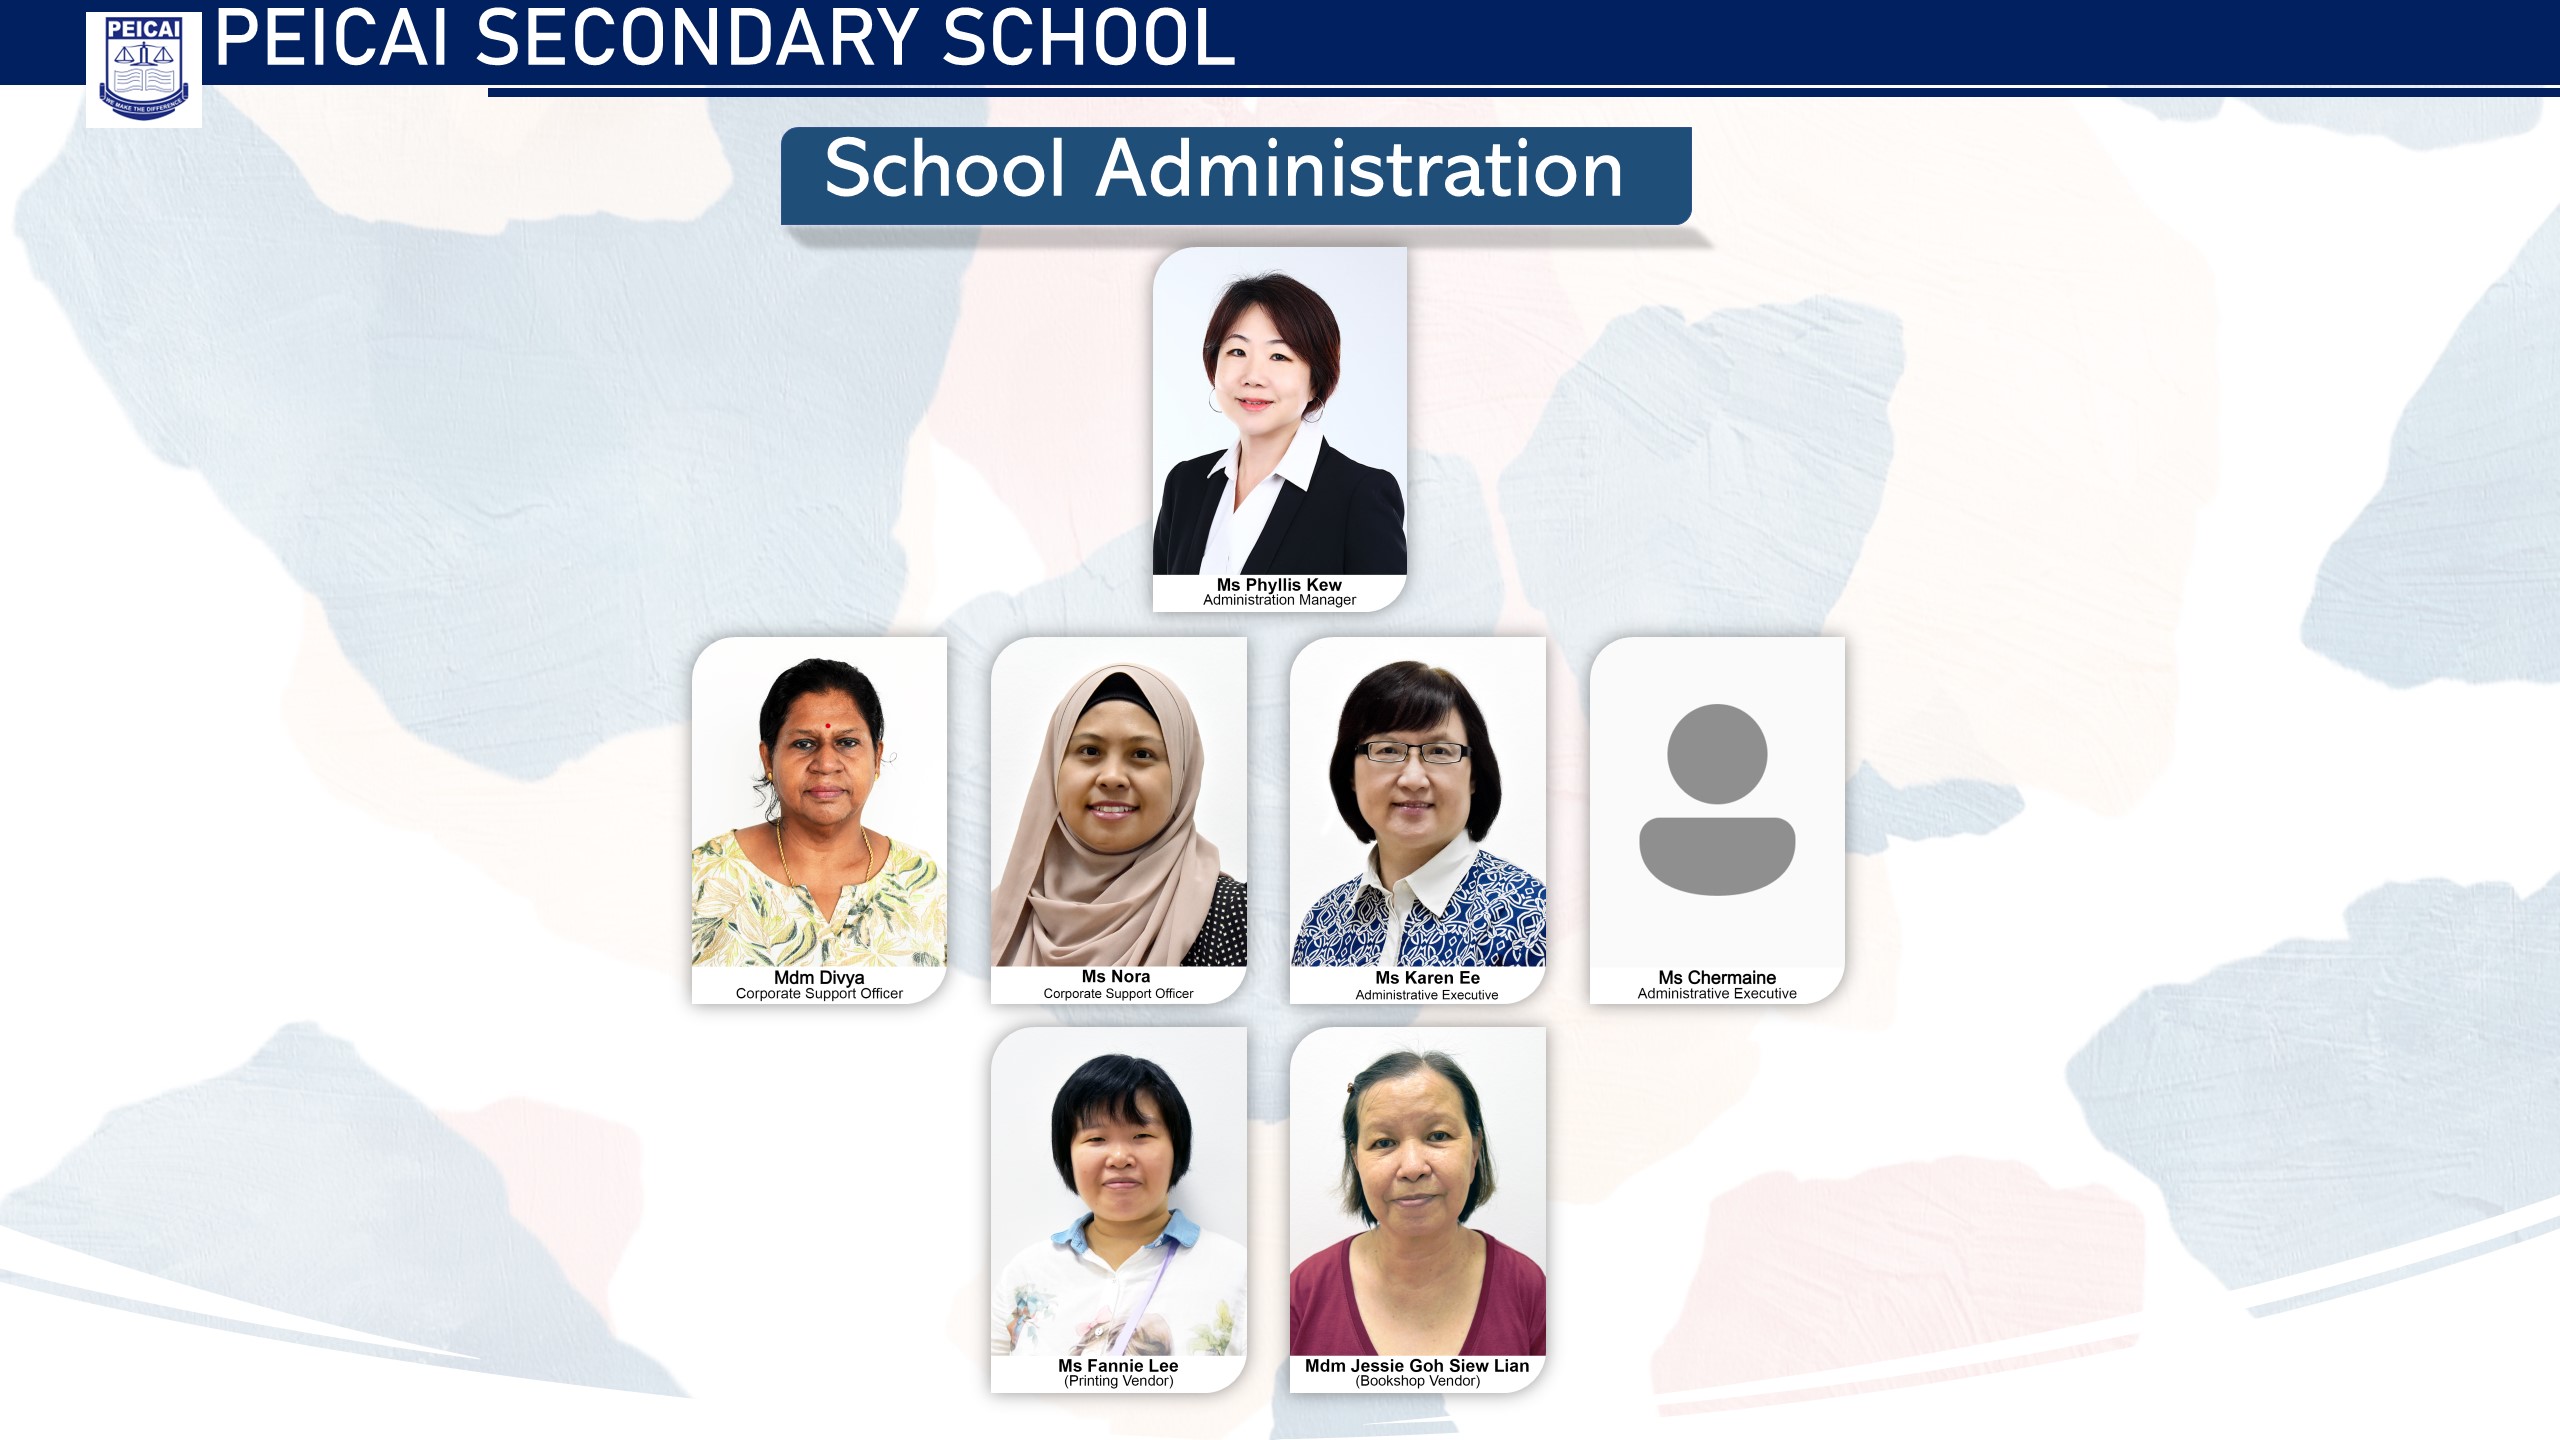 PEICAI
WE MAKE THE DIFFERENCE
PEICAI SECONDARY SCHOOL
School Administration
Ms Phyllis Kew
Administration Manager
Mdm Divya
Corporate Support Officer
Ms Nora
Corporate Support Officer
Ms Karen Ee
Administrative Executive
Ms Chermaine
Administrative Executive
Ms Fannie Lee
(Printing Vendor)
Mdm Jessie Goh Siew Lian
(Bookshop Vendor)